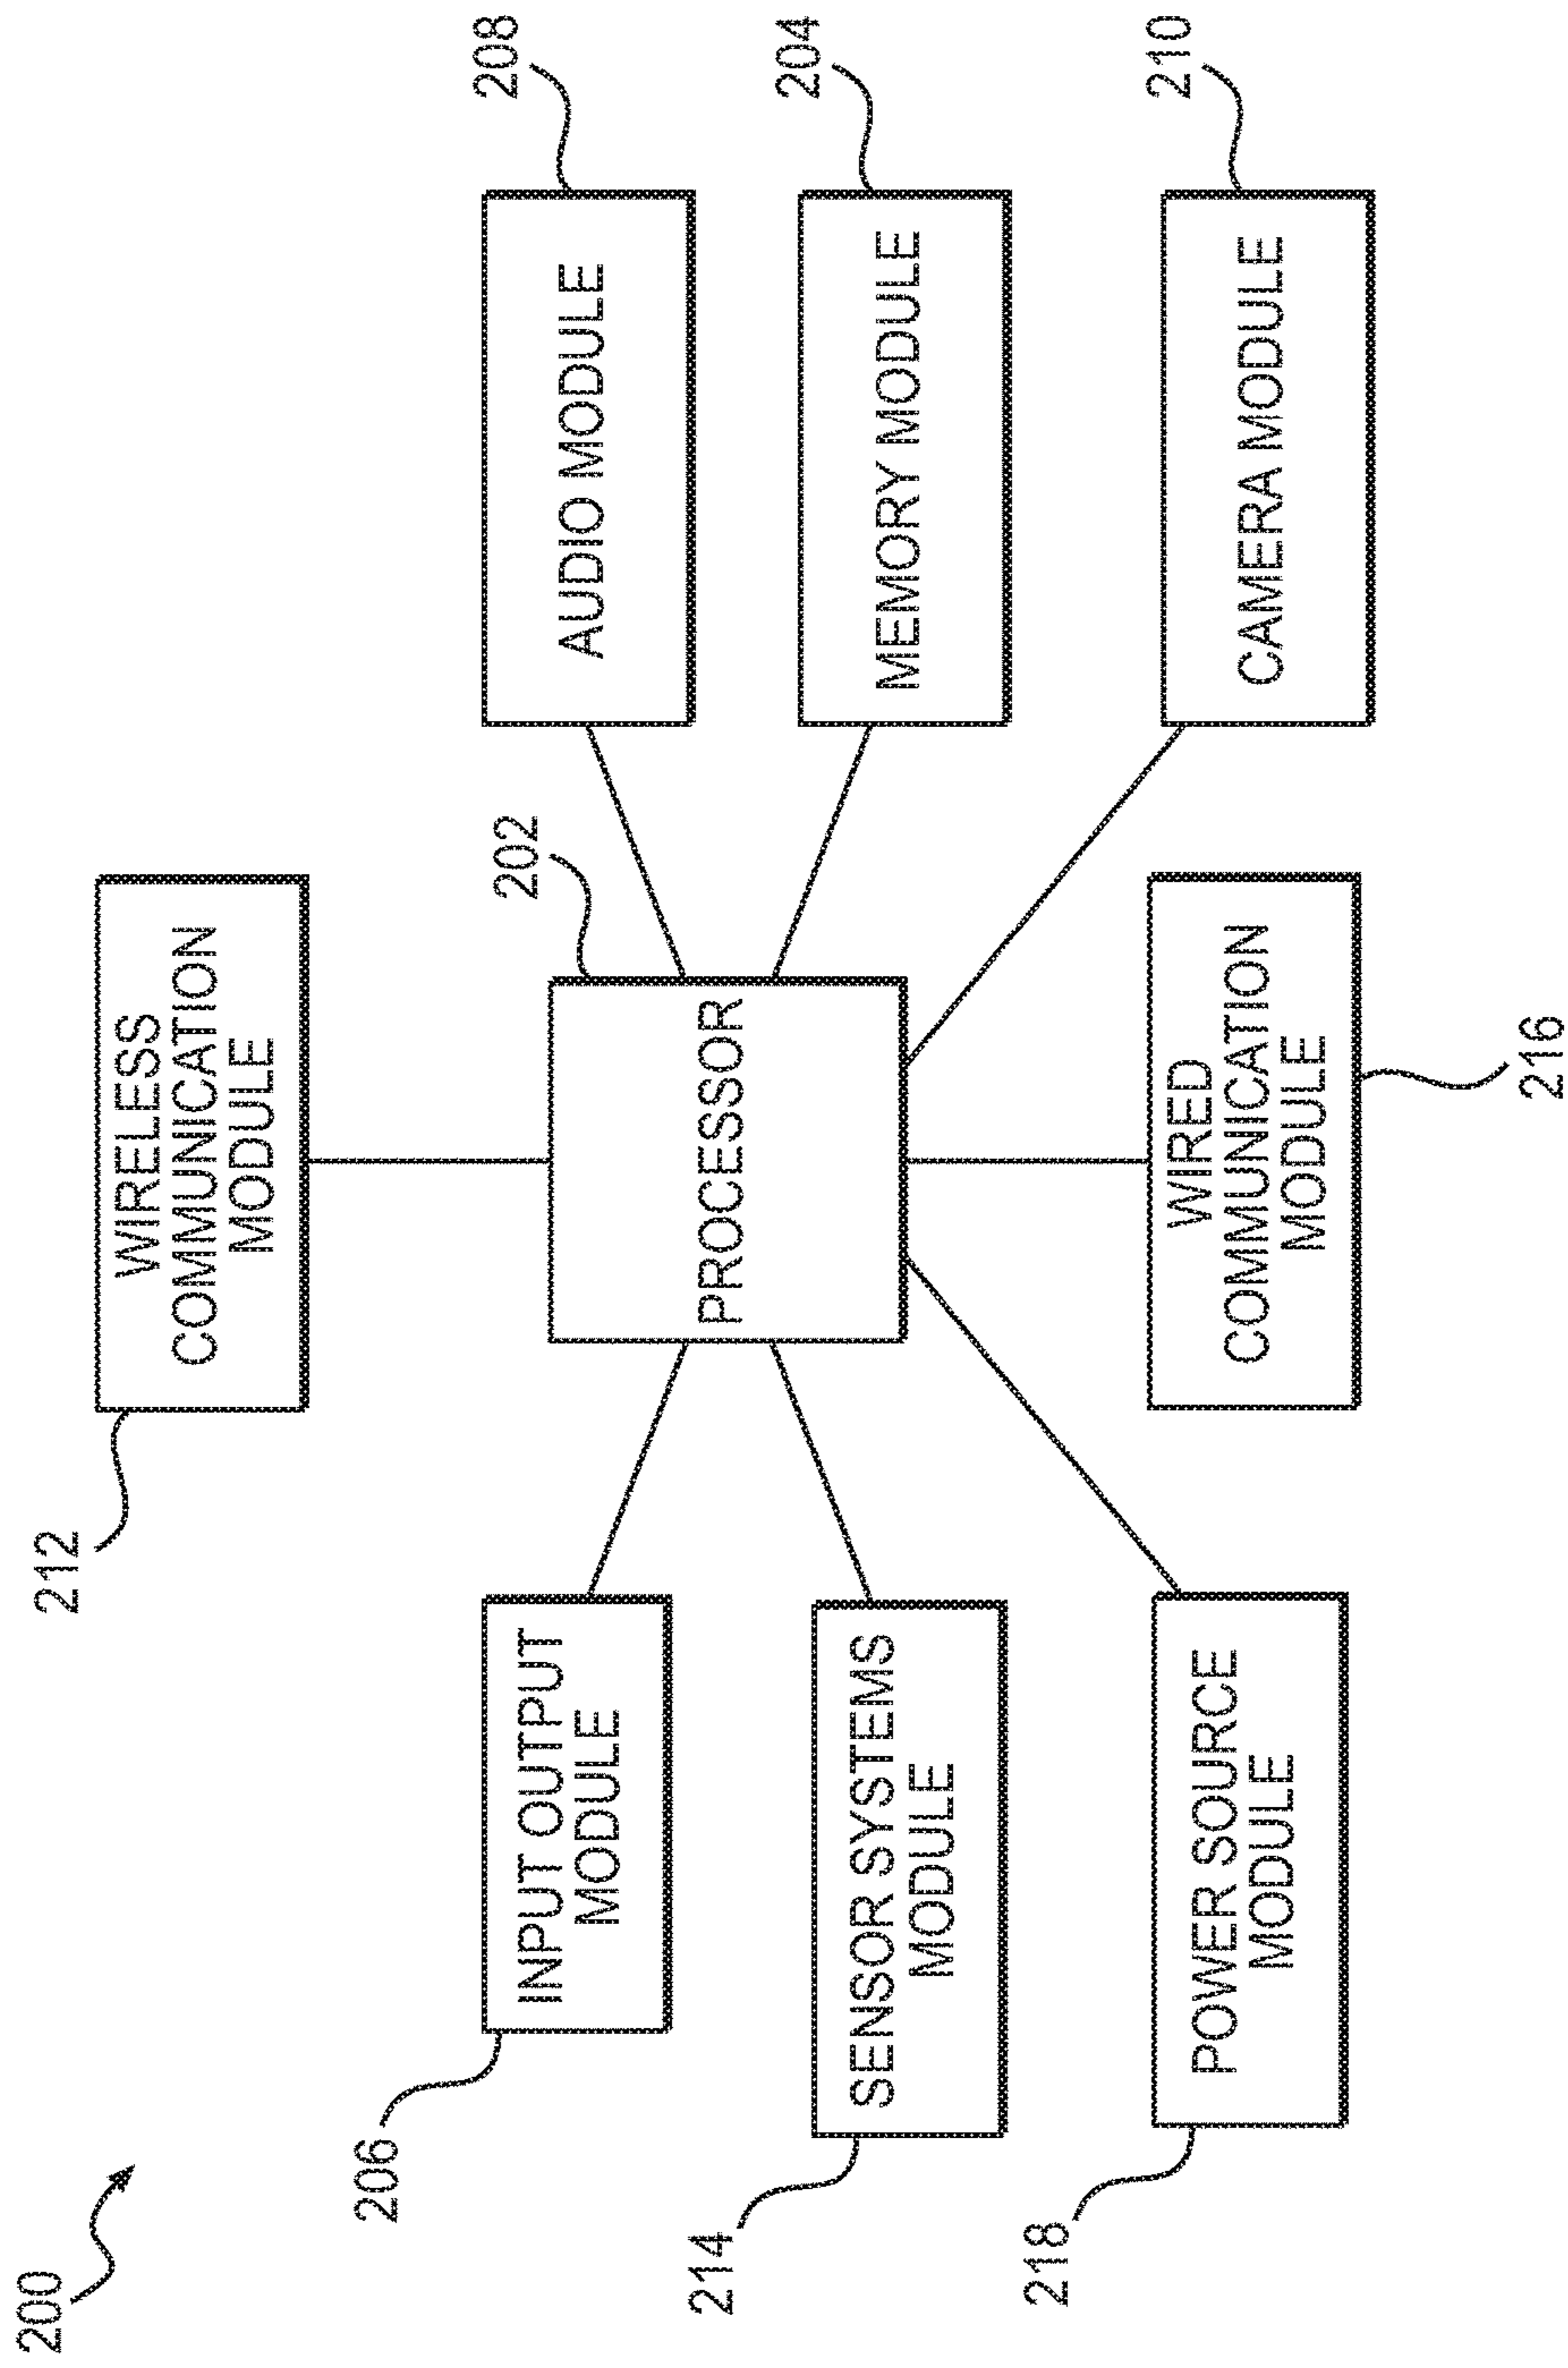 200
212
WIRELESS
COMMUNICATION
MODULE
206
INPUT OUTPUT
MODULE
202
PROCESSOR
208
AUDIO MODULE
214
SENSOR SYSTEMS
MODULE
204
MEMORY MODULE
218
POWER SOURCE
MODULE
WIRED
COMMUNICATION
MODULE
216
210
CAMERA MODULE